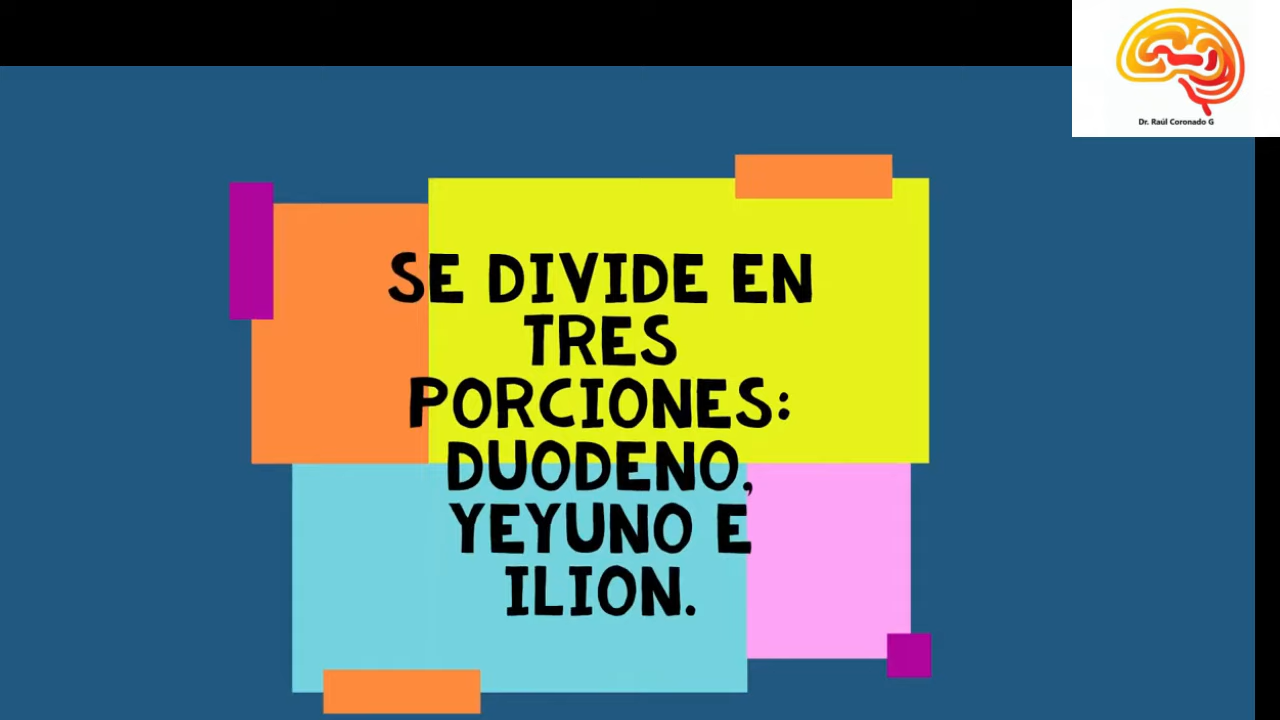 Dr. Raúl Coronado G
SE DIVIDE EN
TRES
PORCIONES:
DUODENO,
YEYUNO E
ILION.